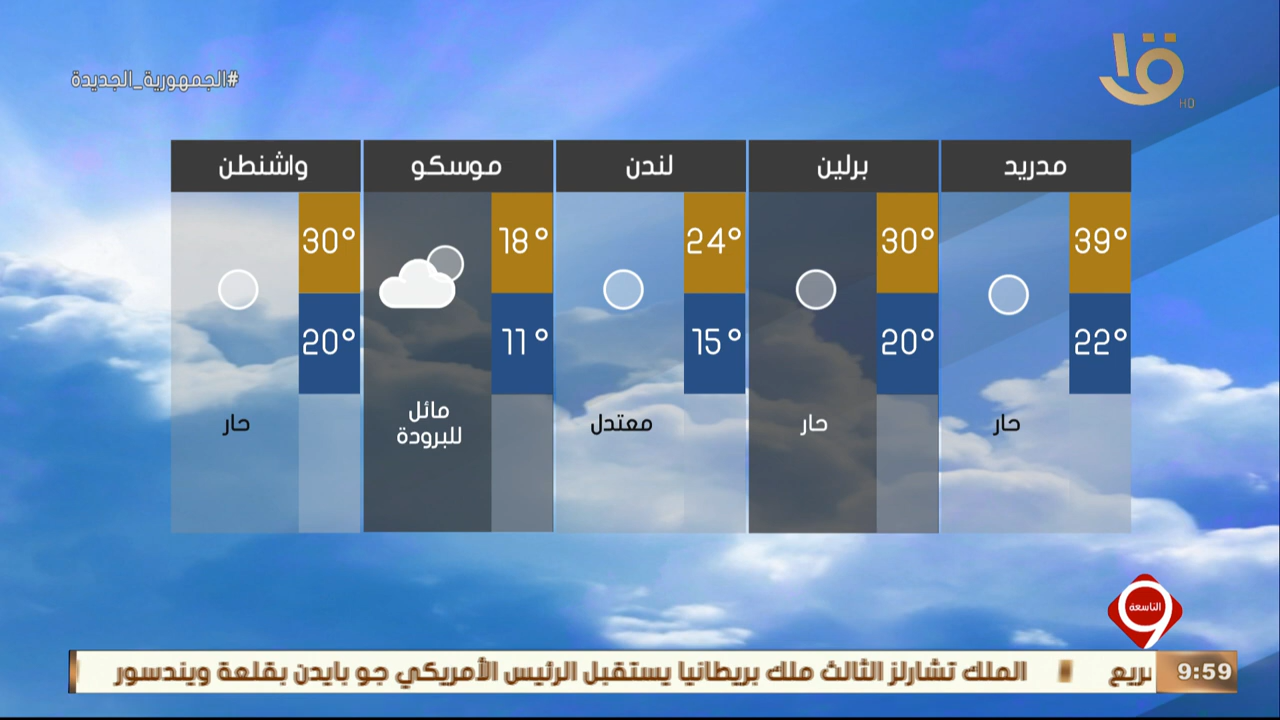 #الجمهورية_الجديدة
HD
مدريد
39°
22°
حار
برلين
30°
20°
حار
لندن
24°
15°
معتدل
موسكو
18°
11°
مائل
للبرودة
واشنطن
30°
20°
حار
التاسعة
9
9:59
الملك تشارلز الثالث ملك بريطانيا يستقبل الرئيس الأمريكي جو بايدن بقلعة ويندسور